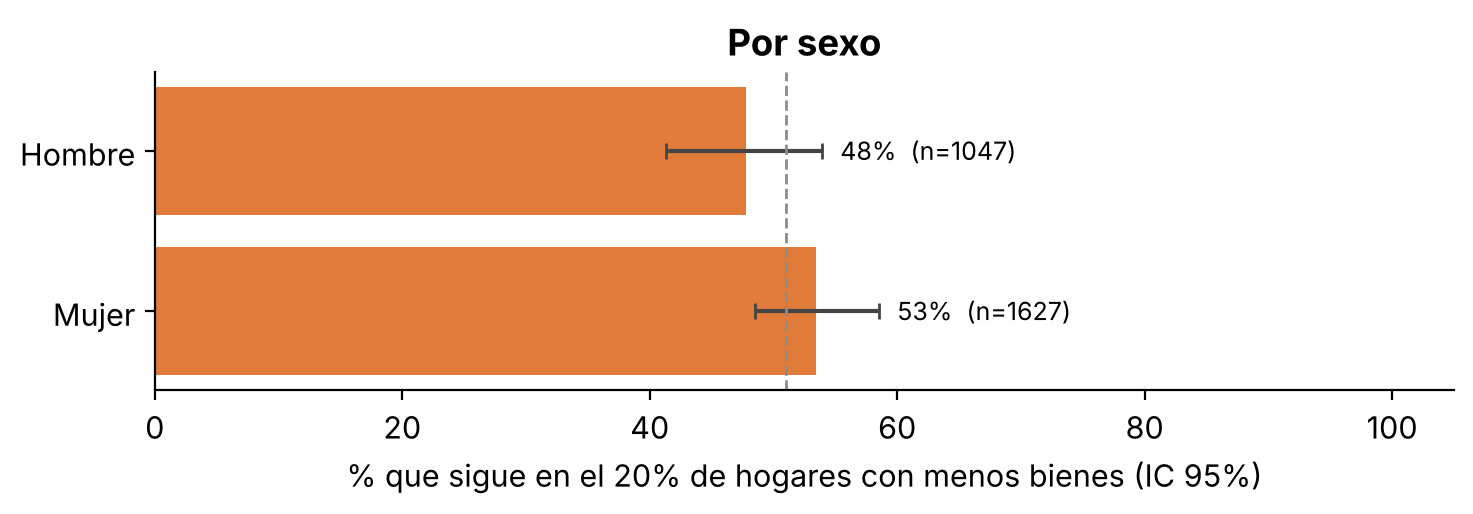 Por sexo
Hombre
48% (n=1047)
Mujer
53% (n=1627)
0 20 40 60 80 100
% que sigue en el 20% de hogares con menos bienes (IC 95%)